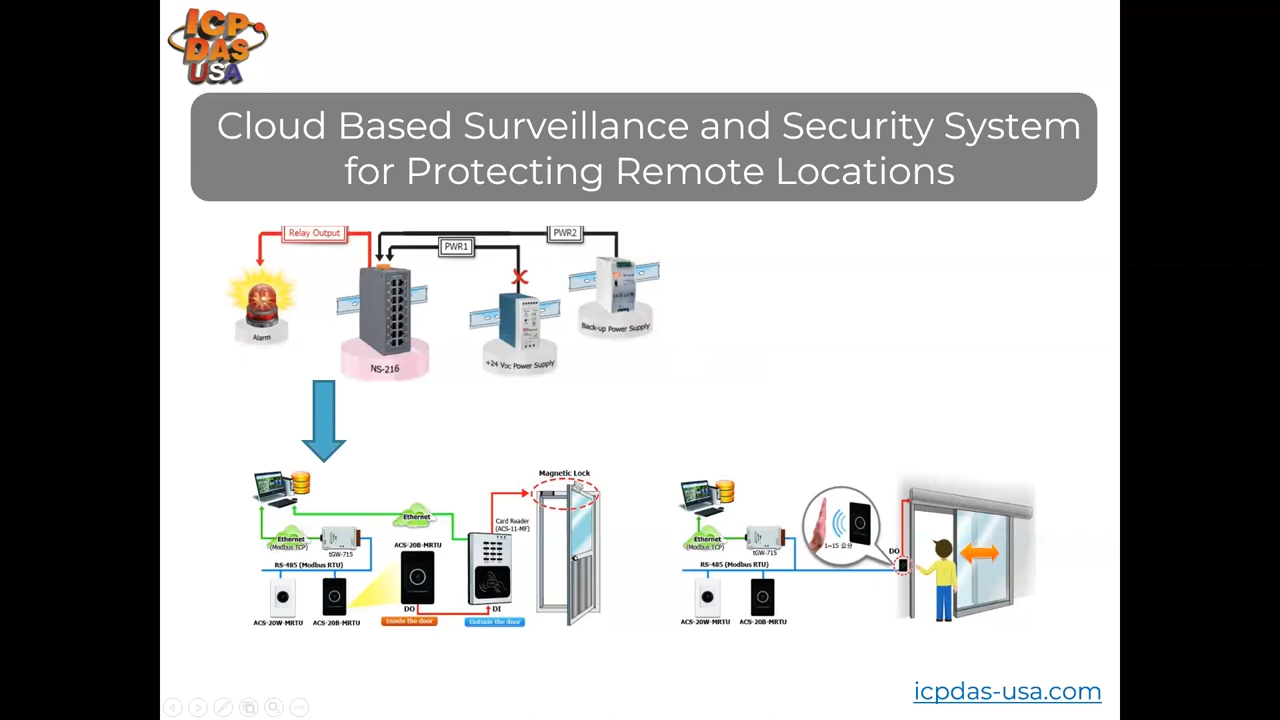 ICP
DAS
USA
Cloud Based Surveillance and Security System
for Protecting Remote Locations
Relay Output
PWR1
PWR2
Alarm
NS-216
+24 VDC Power Supply
Back-up Power Supply
Magnetic Lock
Ethernet
Card Reader
(ACS-11-MF)
Ethernet
(Modbus TCP)
tGW-715
ACS-20B-MRTU
RS-485 (Modbus RTU)
DO
DI
ACS-20W-MRTU
ACS-20B-MRTU
Inside the door
Outside the door
Ethernet
(Modbus TCP)
tGW-715
1~15 公分
DO
RS-485 (Modbus RTU)
ACS-20W-MRTU
ACS-20B-MRTU
icpdas-usa.com